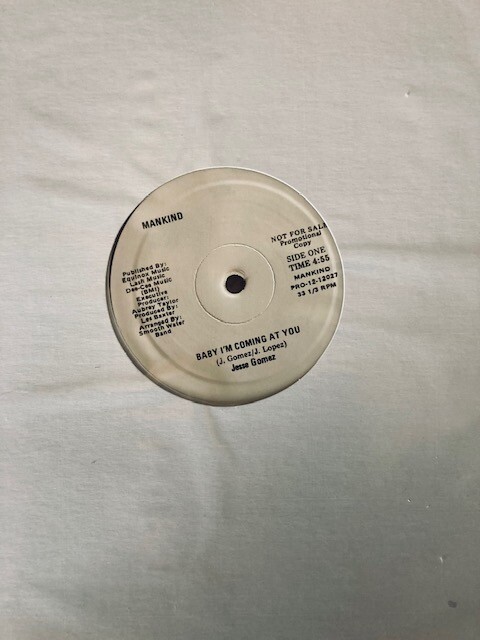 MANKIND
NOT FOR SALE
Promotional
Copy
SIDE ONE
TIME 4:55
MANKIND
PRO-12-12027
33 1/3 RPM
Published By:
Equinox Music
Lash Music
Dee-Cee Music
(BMI)
Executive
Producer:
Aubrey Taylor
Produced By:
Les Baxter
Arranged By:
Smooth Water
Band
BABY I'M COMING AT YOU
(J. Gomez/J. Lopez)
Jesse Gomez